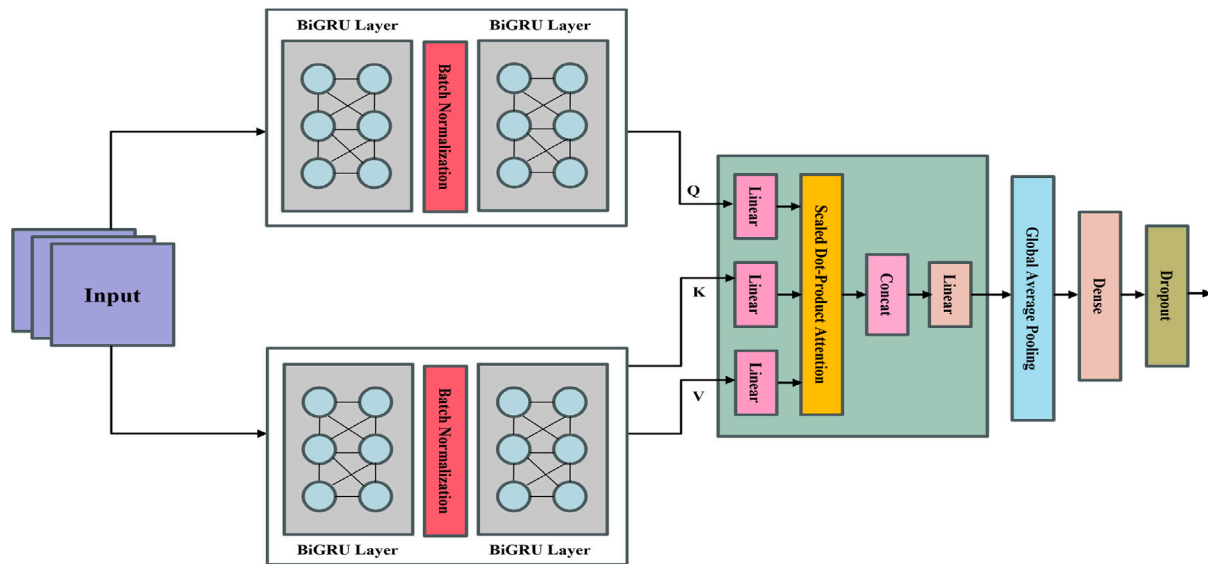 BiGRU Layer
BiGRU Layer
Batch Normalization
Input
Q
K
V
Linear
Linear
Linear
Scaled Dot-Product Attention
Concat
Linear
Global Average Pooling
Dense
Dropout
Batch Normalization
BiGRU Layer
BiGRU Layer